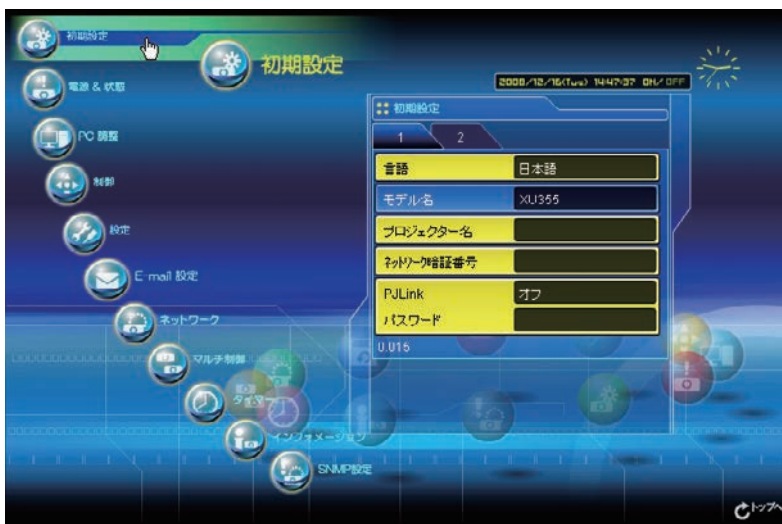 初期設定
初期設定
電源 & 状態
PC 調整
制御
設定
E-mail 設定
ネットワーク
マルチ制御
タイマー
インフォメーション
SNMP設定
2008/12/16(Tue) 14:47:37 ON/OFF
初期設定
1 2
言語 日本語
モデル名 XU355
プロジェクター名
ネットワーク暗証番号
PJLink オフ
パスワード
0.015
トップへ